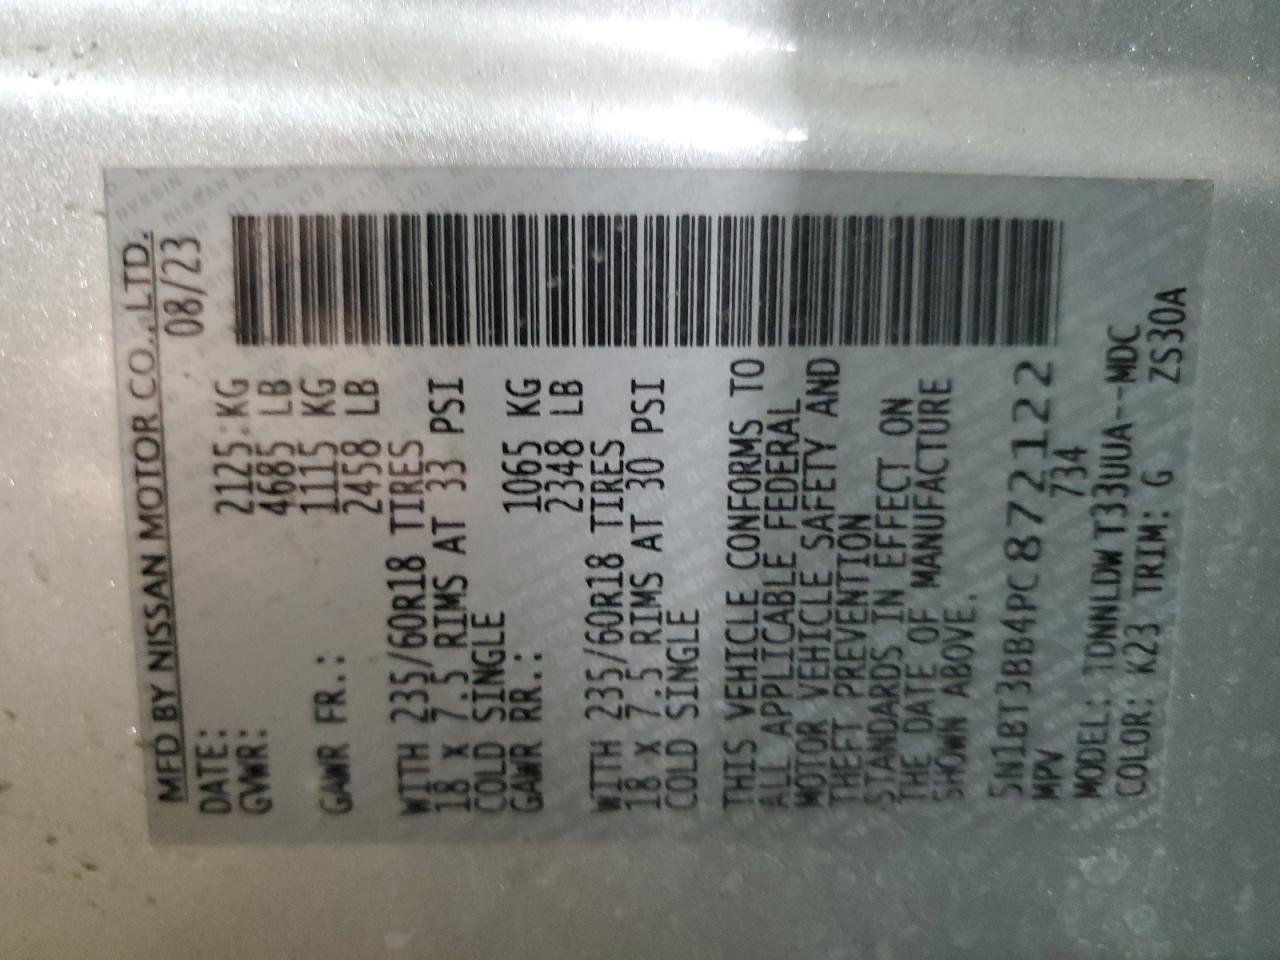 MFD BY NISSAN MOTOR CO., LTD.
DATE: 08/23
GVWR: 2125 KG
4685 LB
GAWR FR.: 1115 KG
2458 LB
WITH 235/60R18 TIRES
18 x 7.5 RIMS AT 33 PSI
COLD SINGLE
GAWR RR.: 1065 KG
2348 LB
WITH 235/60R18 TIRES
18 x 7.5 RIMS AT 30 PSI
COLD SINGLE
THIS VEHICLE CONFORMS TO
ALL APPLICABLE FEDERAL
MOTOR VEHICLE SAFETY AND
THEFT PREVENTION
STANDARDS IN EFFECT ON
THE DATE OF MANUFACTURE
SHOWN ABOVE.
5N1BT3BB4PC872122
MPV 734
MODEL: TDNNLDW T33UUA--MDC
COLOR: K23 TRIM: G ZS30A